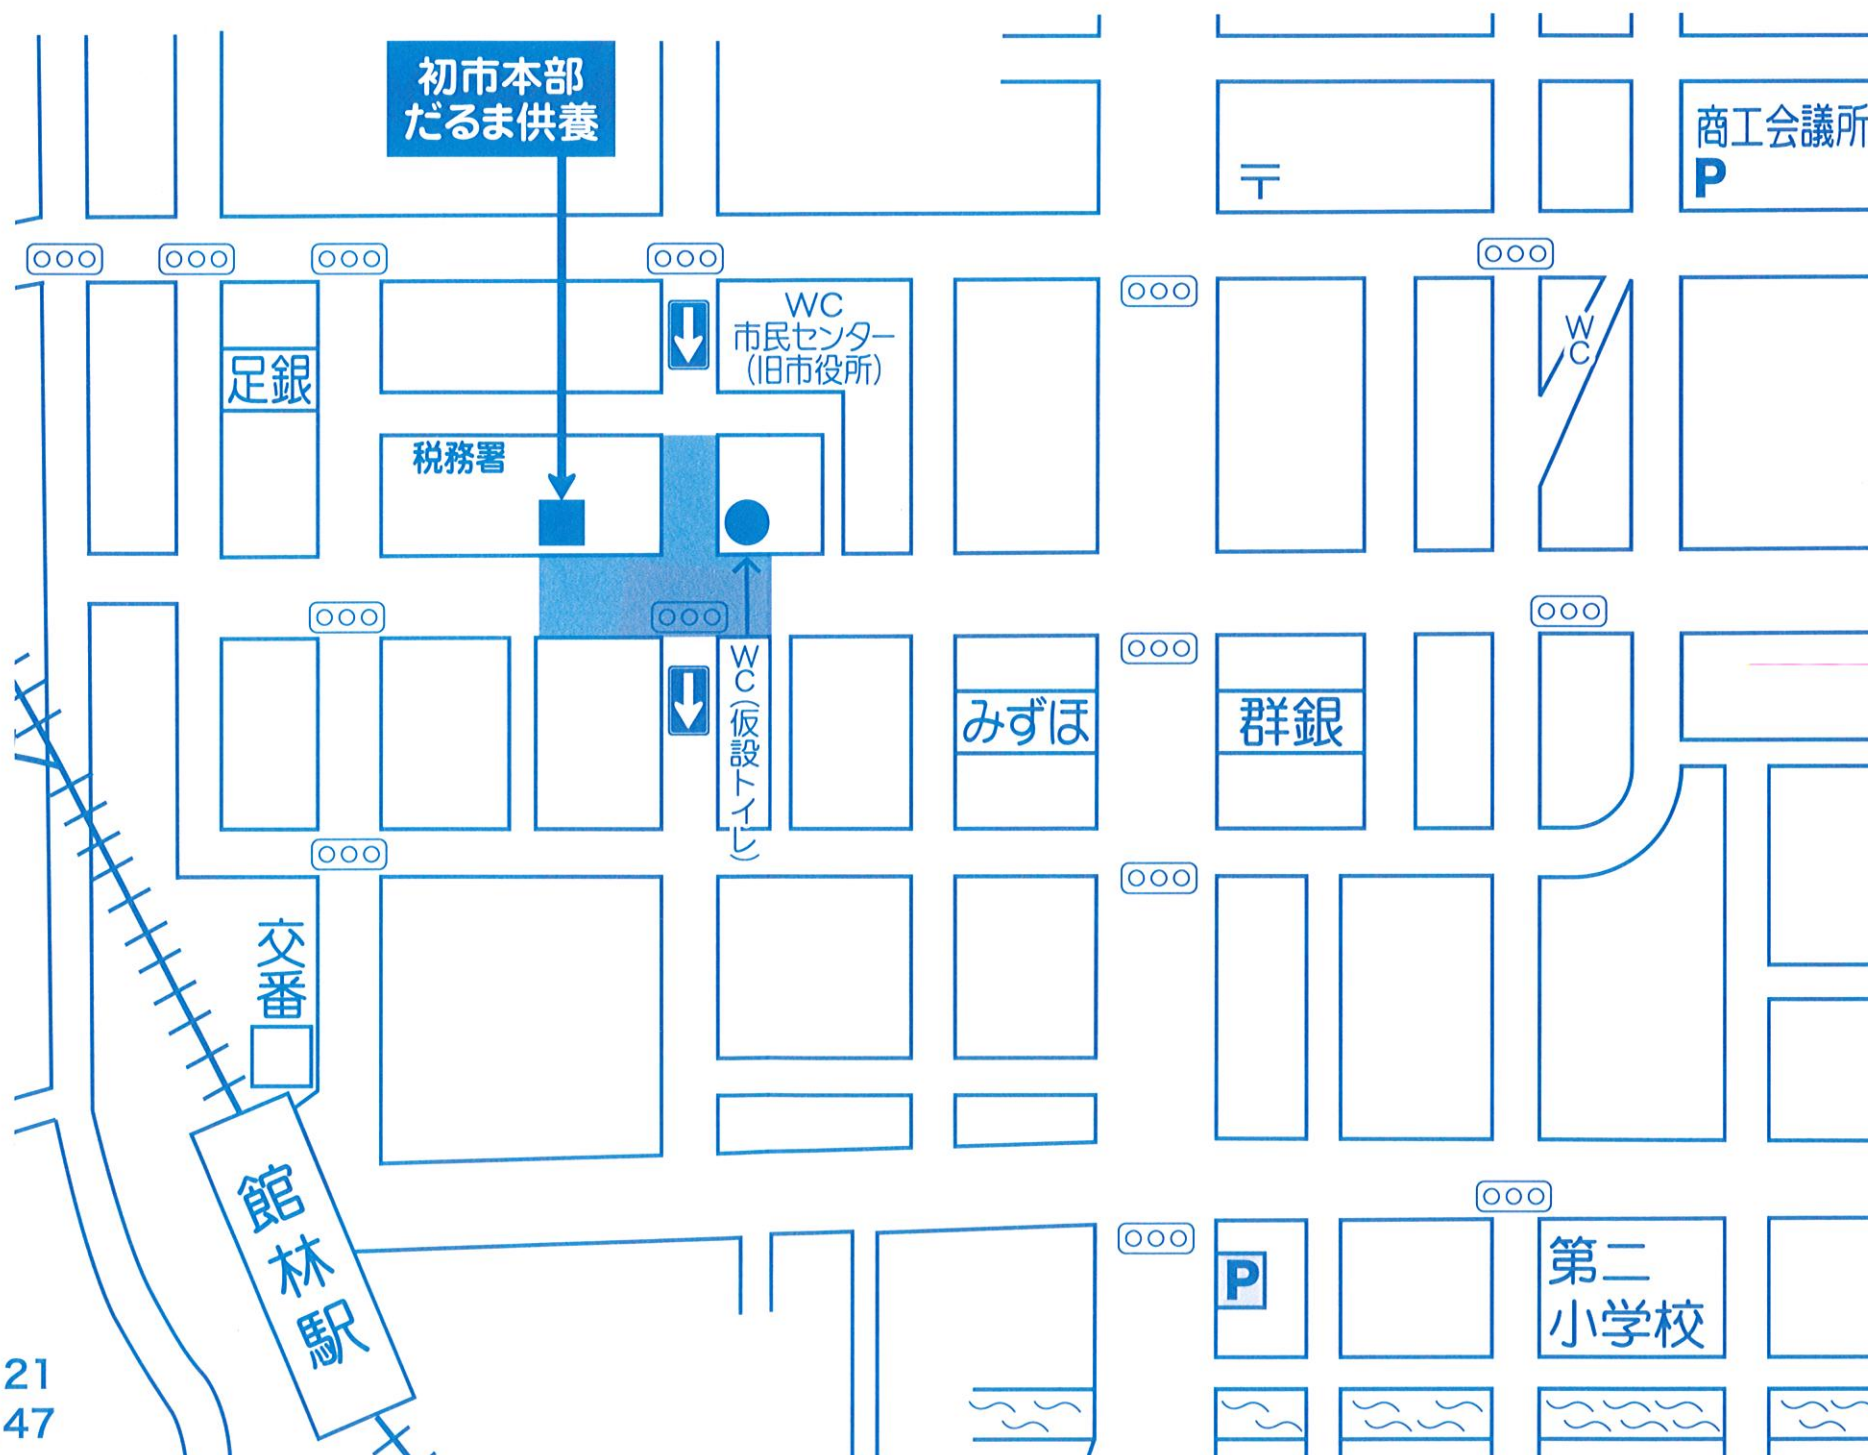 初市本部
だるま供養
商工会議所
P
〒
WC
市民センター
(旧市役所)
WC
足銀
税務署
WC(仮設トイレ)
みずほ
群銀
交番
館林駅
P
第二
小学校
21
47